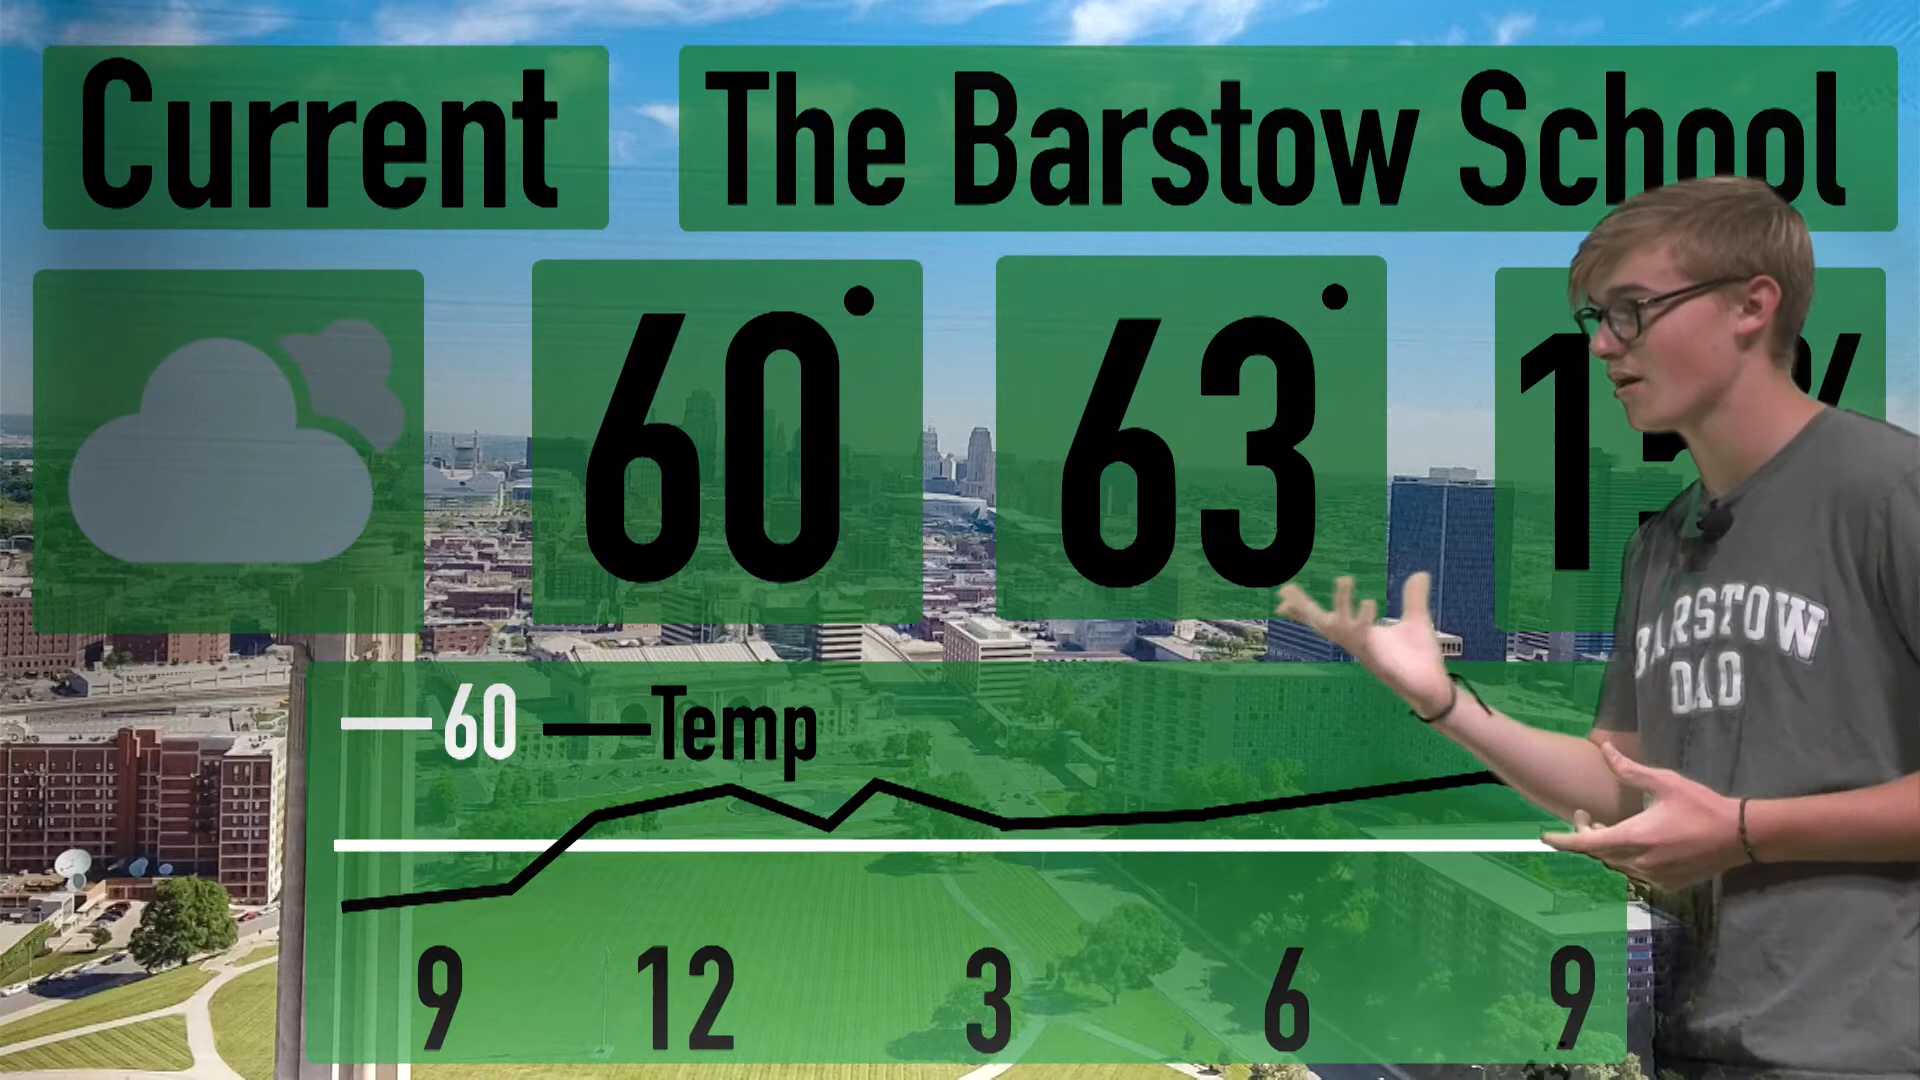 Current
The Barstow School
60°
63°
60
Temp
9 12 3 6 9
BARSTOW
DAD